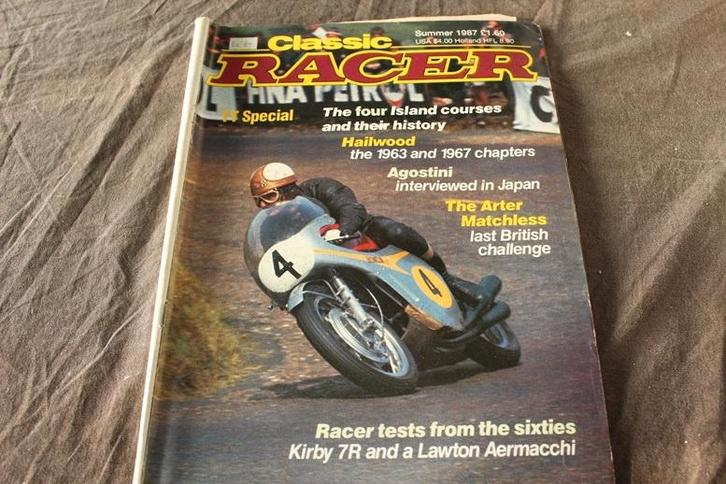 Classic
RACER
Summer 1987 £1.60
USA $4.00 Holland HFL 8.90
TT Special
The four Island courses
and their history
Hailwood
the 1963 and 1967 chapters
Agostini
interviewed in Japan
The Arter
Matchless
last British
challenge
4
4
Racer tests from the sixties
Kirby 7R and a Lawton Aermacchi